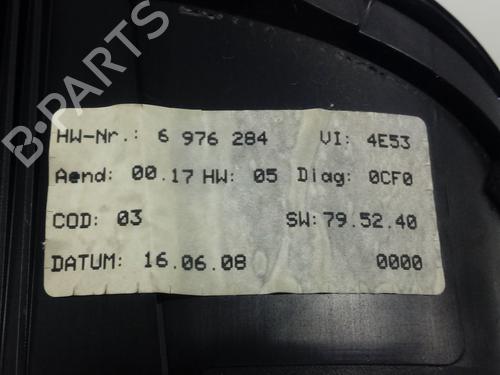 B-PARTS
HW-Nr.: 6 976 284 VI: 4E53
Aend: 00.17 HW: 05 Diag: 0CF0
COD: 03 SW: 79.52.40
DATUM: 16.06.08 0000